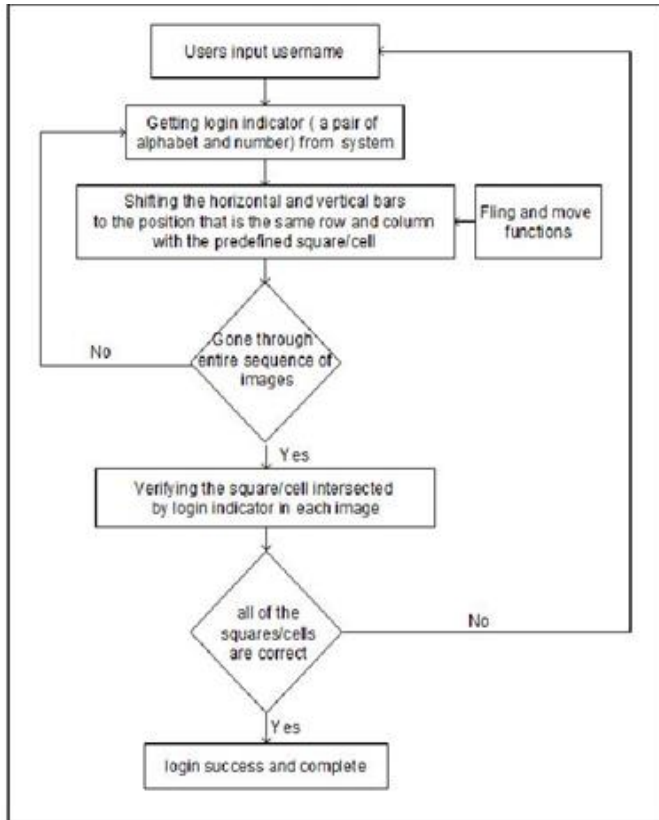 Users input username
Getting login indicator ( a pair of
alphabet and number) from system
Shifting the horizontal and vertical bars
to the position that is the same row and column
with the predefined square/cell
Fling and move
functions
Gone through
entire sequence of
images
No
Yes
Verifying the square/cell intersected
by login indicator in each image
all of the
squares/cells
are correct
No
Yes
login success and complete